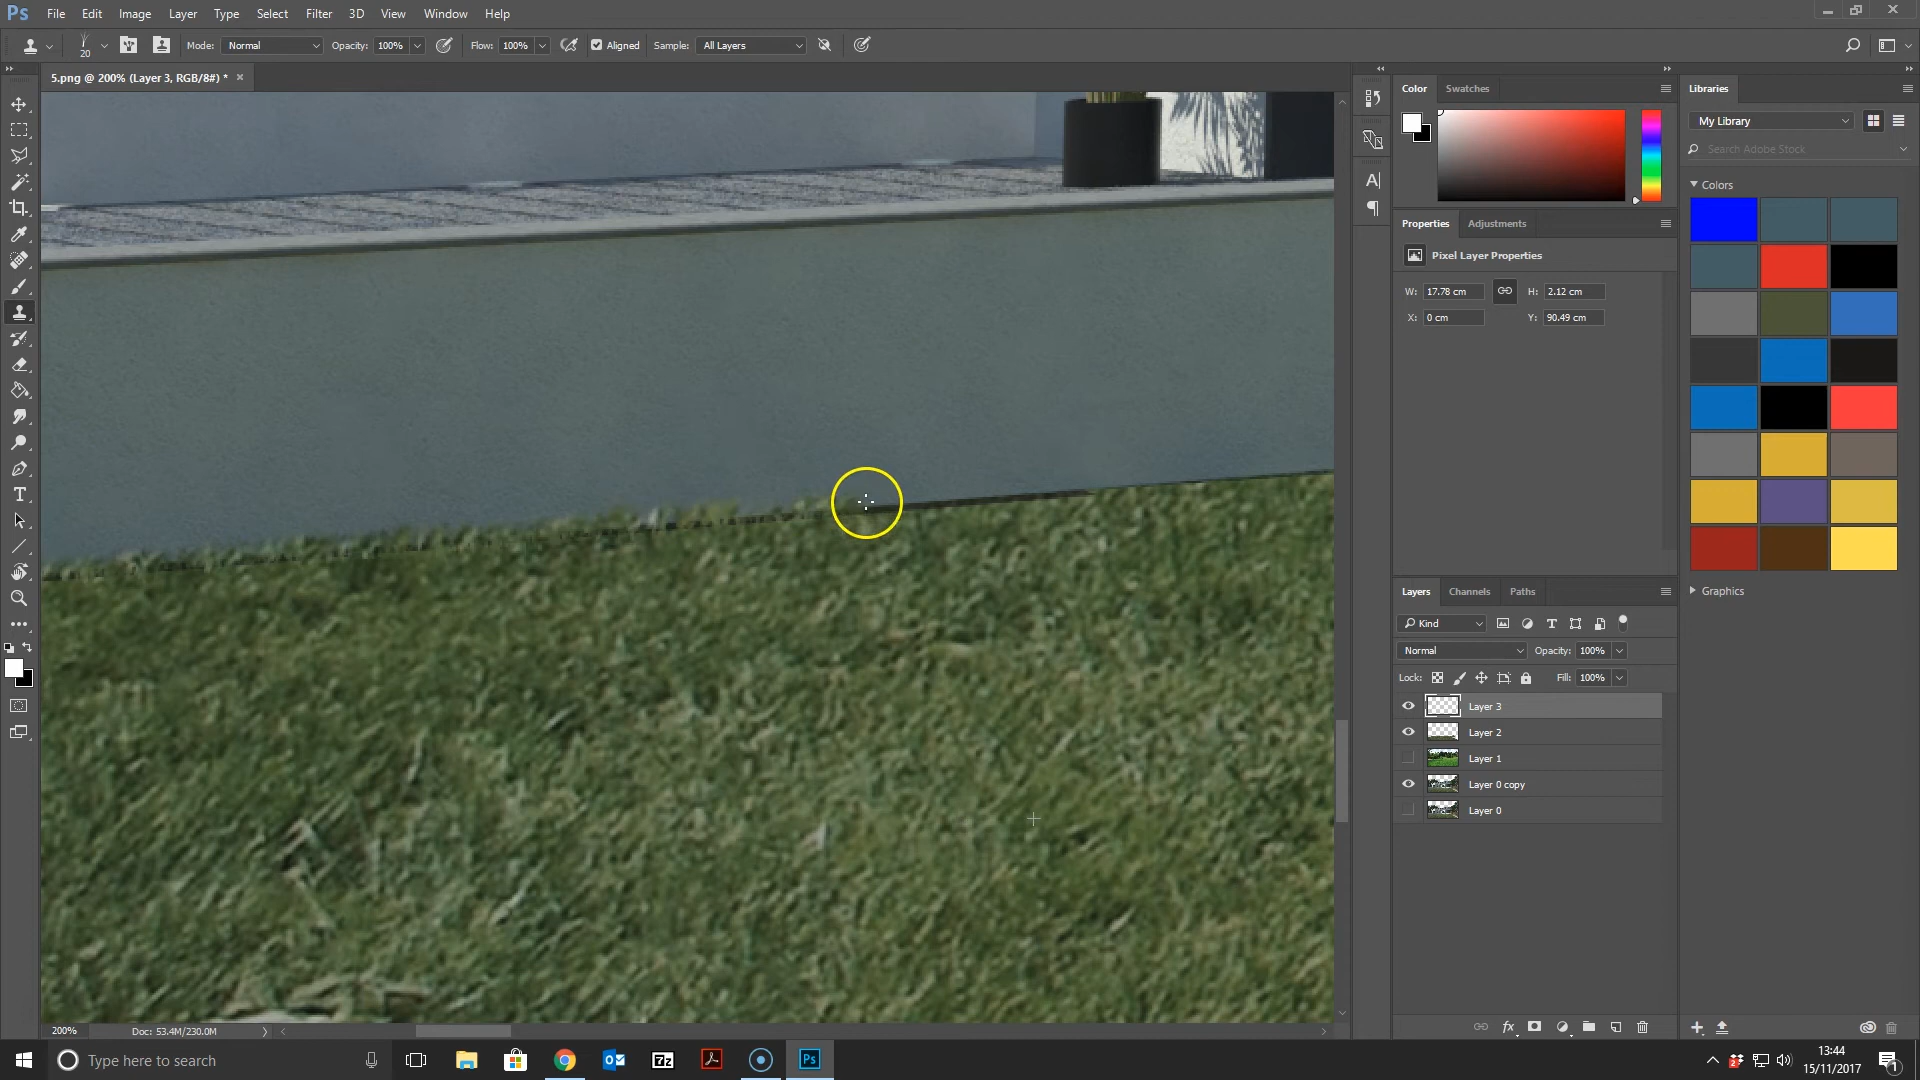 Ps File Edit Image Layer Type Select Filter 3D View Window Help
20 Mode: Normal Opacity: 100% Flow: 100% Aligned Sample: All Layers
5.png @ 200% (Layer 3, RGB/8#) * ×
Color Swatches
Libraries
My Library
Search Adobe Stock
Colors
Properties Adjustments
Pixel Layer Properties
W: 17.78 cm H: 2.12 cm
X: 0 cm Y: 90.49 cm
Graphics
Layers Channels Paths
Kind
Normal Opacity: 100%
Lock: Fill: 100%
Layer 3
Layer 2
Layer 1
Layer 0 copy
Layer 0
fx
200% Doc: 53.4M/230.0M
Type here to search
7z
Ps
13:44
15/11/2017